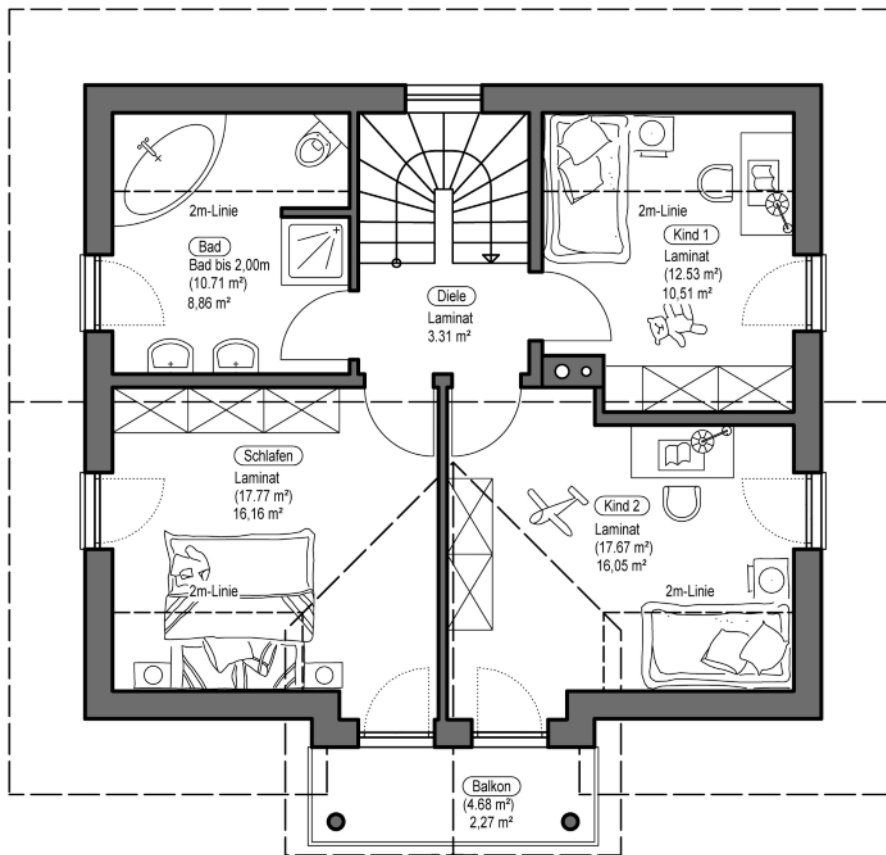 2m-Linie
Bad
Bad bis 2,00m
(10.71 m²)
8,86 m²
Diele
Laminat
3.31 m²
2m-Linie
Kind 1
Laminat
(12.53 m²)
10,51 m²
Schlafen
Laminat
(17.77 m²)
16,16 m²
2m-Linie
Kind 2
Laminat
(17.67 m²)
16,05 m²
2m-Linie
Balkon
(4.68 m²)
2,27 m²